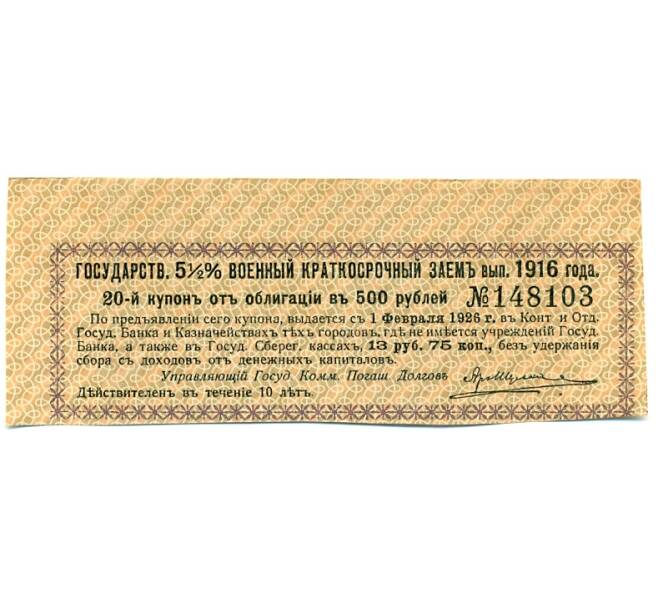 ГОСУДАРСТВ. 5½% ВОЕННЫЙ КРАТКОСРОЧНЫЙ ЗАЕМЪ вып. 1916 года.
20-й купонъ отъ облигаціи въ 500 рублей №148103
По предъявленіи сего купона, выдается съ 1 Февраля 1926 г. въ Конт и Отд.
Госуд. Банка и Казначействахъ тѣхъ городовъ, гдѣ не имѣется учрежденій Госуд.
Банка, а также въ Госуд. Сберег. кассахъ, 13 руб. 75 коп., безъ удержанія
сбора съ доходовъ отъ денежныхъ капиталовъ.
Управляющій Госуд. Комм. Погаш Долговъ
Дѣйствителенъ въ теченіе 10 лѣтъ.